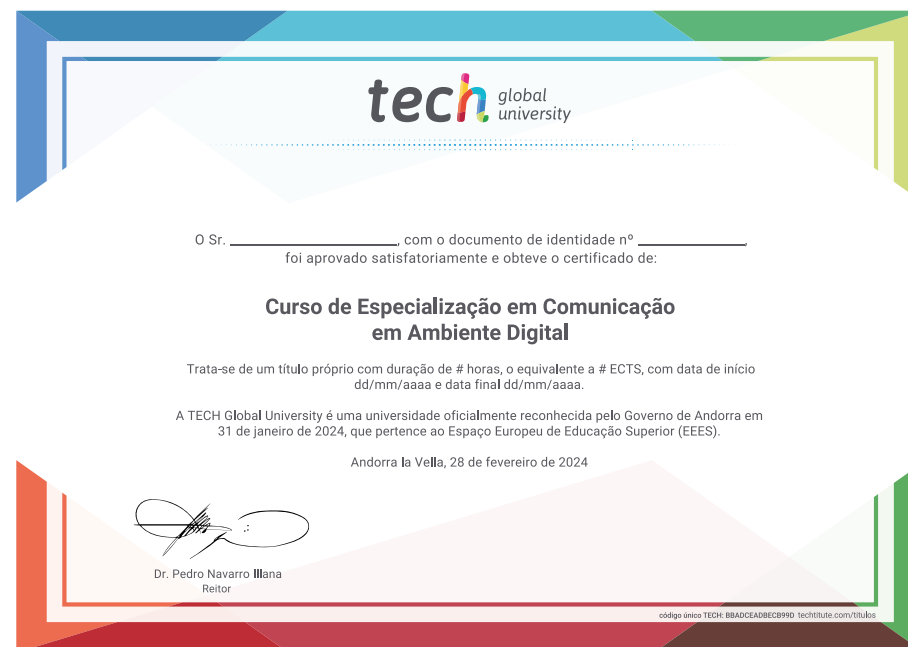 tech global university
O Sr. ____________________, com o documento de identidade nº ________________,
foi aprovado satisfatoriamente e obteve o certificado de:
Curso de Especialização em Comunicação
em Ambiente Digital
Trata-se de um título próprio com duração de # horas, o equivalente a # ECTS, com data de início
dd/mm/aaaa e data final dd/mm/aaaa.
A TECH Global University é uma universidade oficialmente reconhecida pelo Governo de Andorra em
31 de janeiro de 2024, que pertence ao Espaço Europeu de Educação Superior (EEES).
Andorra la Vella, 28 de fevereiro de 2024
Dr. Pedro Navarro Illana
Reitor
código único TECH: BBADCEADBECB99D techtitute.com/titulos